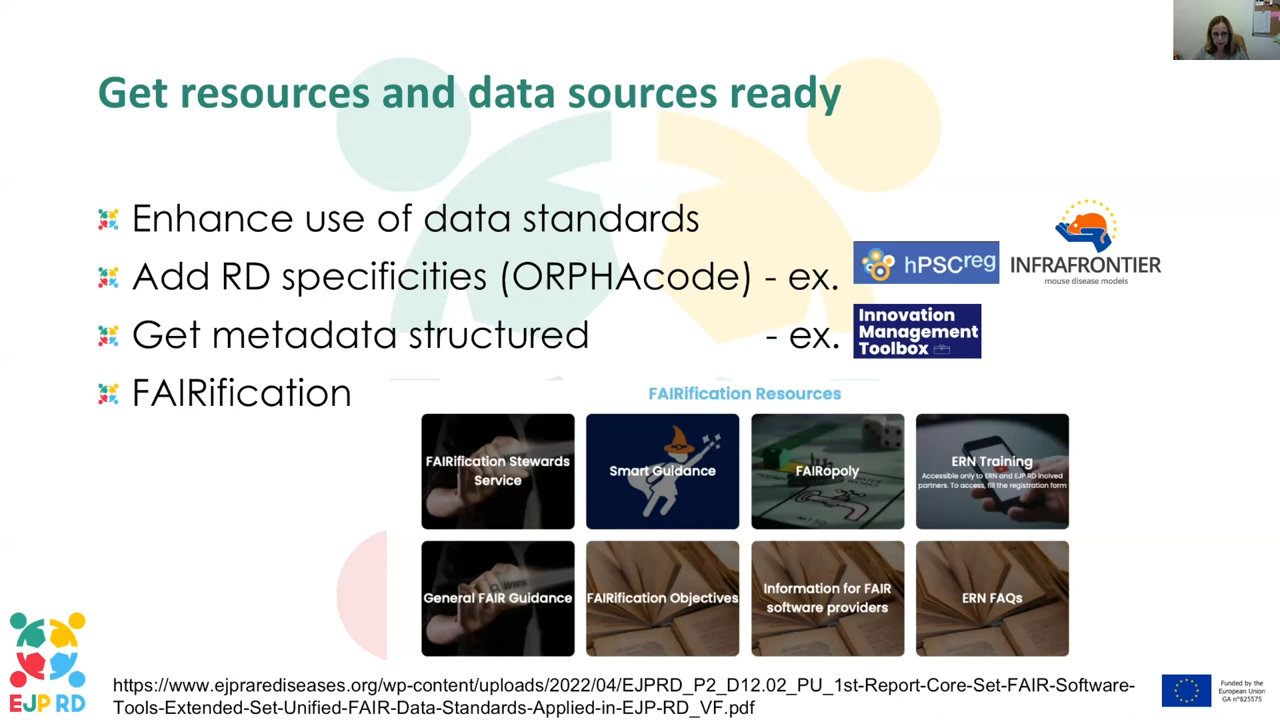 Get resources and data sources ready
Enhance use of data standards
Add RD specificities (ORPHAcode) - ex.
hPSCreg
INFRAFRONTIER
mouse disease models
Get metadata structured - ex.
Innovation
Management
Toolbox
FAIRification
FAIRification Resources
FAIRification Stewards
Service
Smart Guidance
FAIRopoly
ERN Training
Accessible only to ERN and EJP RD inolved
partners. To access, fill the registration form
General FAIR Guidance
FAIRification Objectives
Information for FAIR
software providers
ERN FAQs
EJP RD
https://www.ejprarediseases.org/wp-content/uploads/2022/04/EJPRD_P2_D12.02_PU_1st-Report-Core-Set-FAIR-Software-
Tools-Extended-Set-Unified-FAIR-Data-Standards-Applied-in-EJP-RD_VF.pdf
Funded by the
European Union
GA n°825575